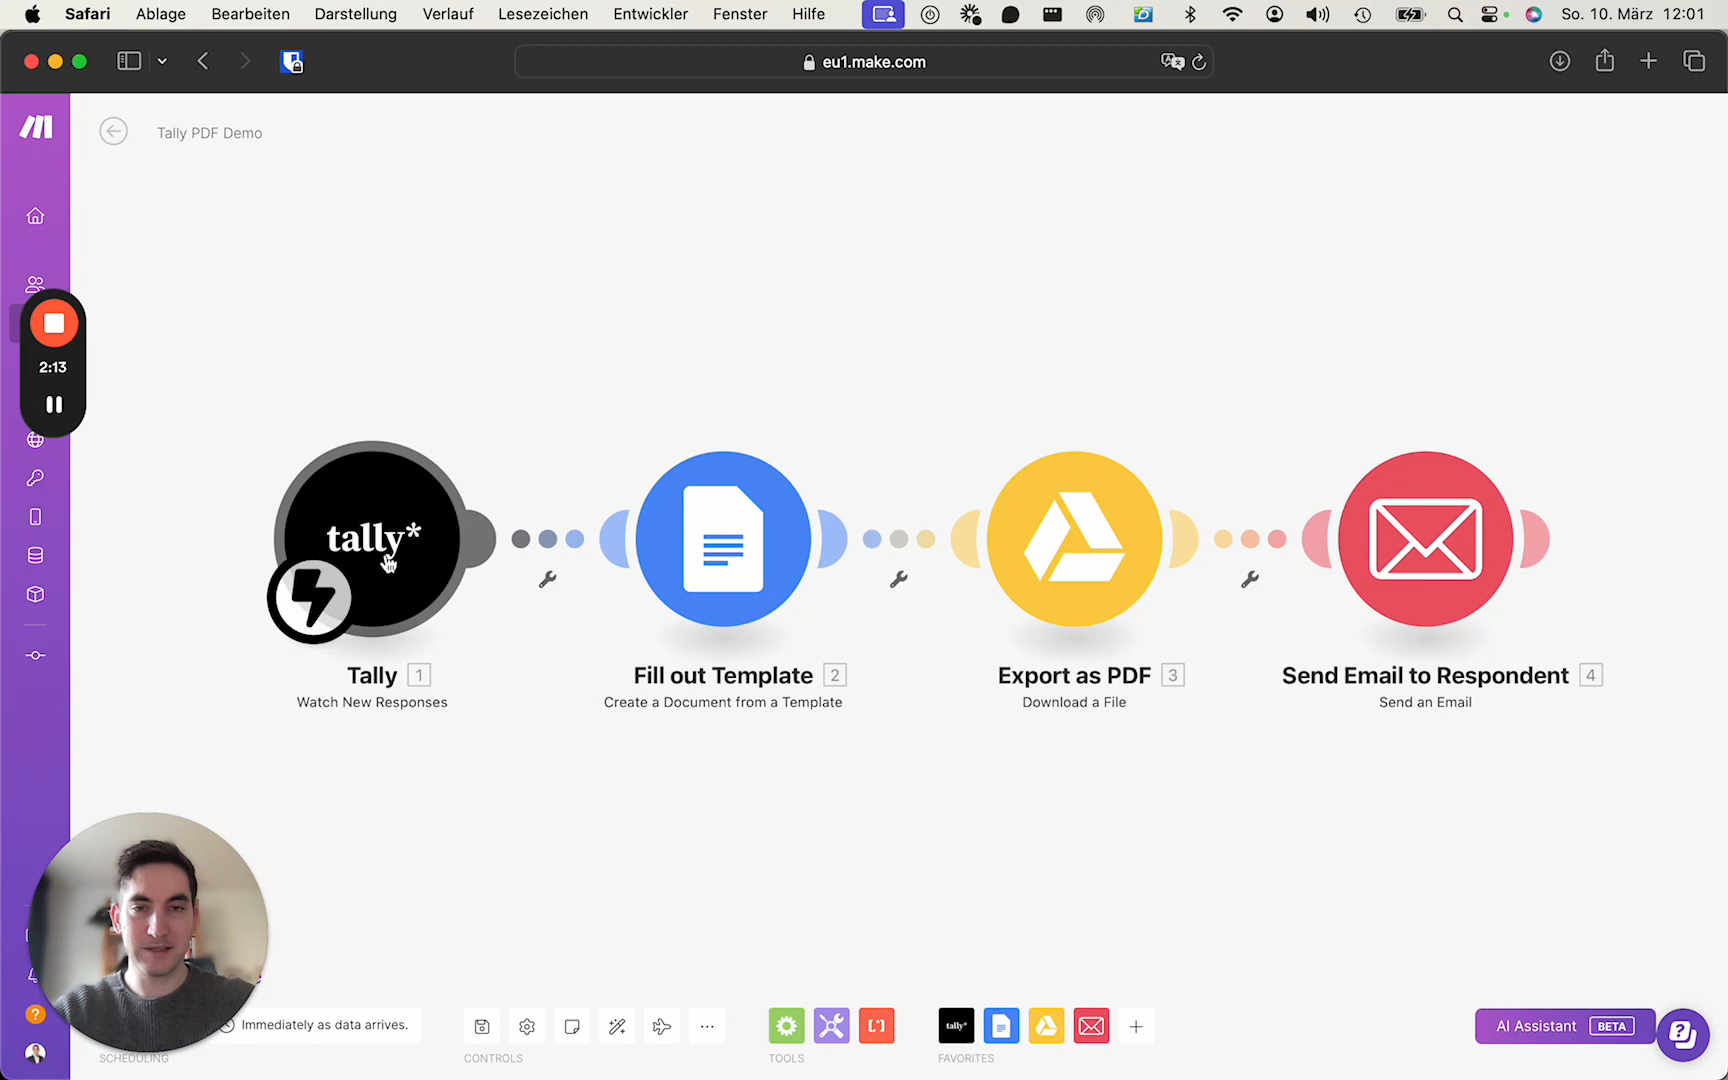 Safari Ablage Bearbeiten Darstellung Verlauf Lesezeichen Entwickler Fenster Hilfe So. 10. März 12:01
eu1.make.com
Tally PDF Demo
2:13
tally*
Tally 1
Watch New Responses
Fill out Template 2
Create a Document from a Template
Export as PDF 3
Download a File
Send Email to Respondent 4
Send an Email
Immediately as data arrives.
SCHEDULING
CONTROLS
TOOLS
tally*
FAVORITES
AI Assistant BETA